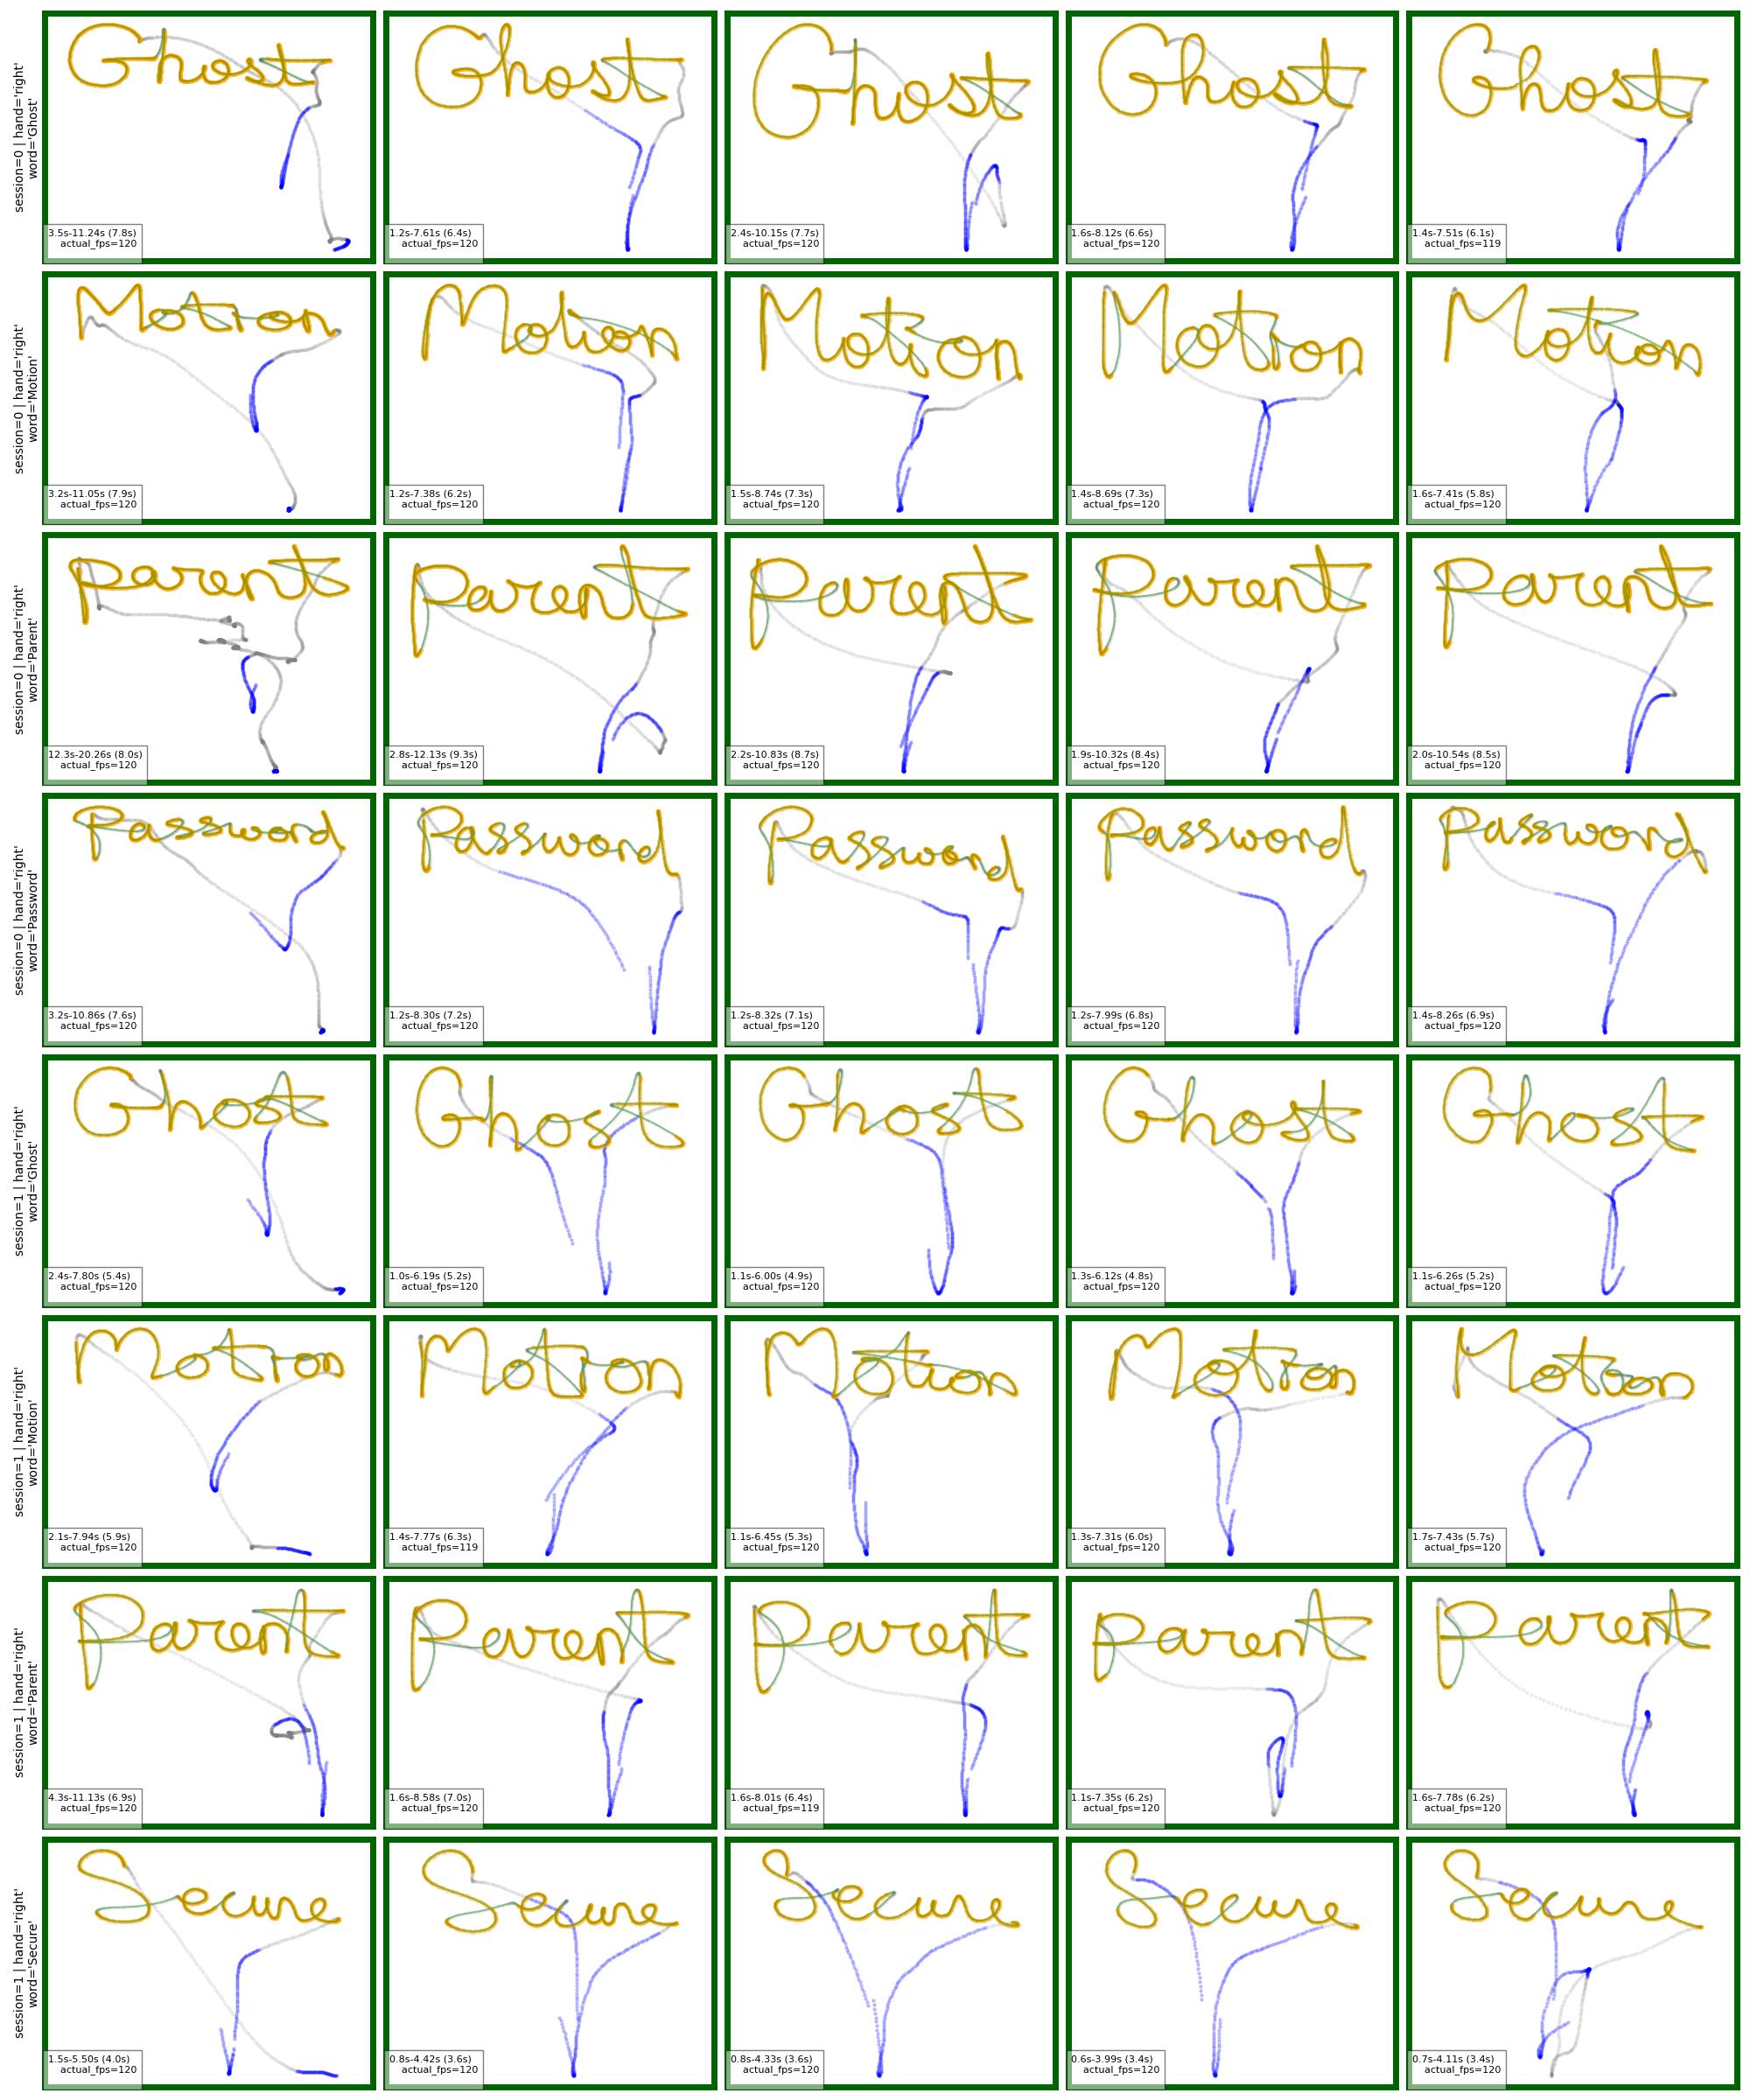 session=0 | hand='right'
word='Ghost'
Ghost Ghost Ghost Ghost Ghost
3.5s-11.24s (7.8s) 1.2s-7.61s (6.4s) 2.4s-10.15s (7.7s) 1.6s-8.12s (6.6s) 1.4s-7.51s (6.1s)
actual_fps=120 actual_fps=120 actual_fps=120 actual_fps=120 actual_fps=119
session=0 | hand='right'
word='Motion'
Motion Motion Motion Motion Motion
3.2s-11.05s (7.9s) 1.2s-7.38s (6.2s) 1.5s-8.74s (7.3s) 1.4s-8.69s (7.3s) 1.6s-7.41s (5.8s)
actual_fps=120 actual_fps=120 actual_fps=120 actual_fps=120 actual_fps=120
session=0 | hand='right'
word='Parent'
Parent Parent Parent Parent Parent
12.3s-20.26s (8.0s) 2.8s-12.13s (9.3s) 2.2s-10.83s (8.7s) 1.9s-10.32s (8.4s) 2.0s-10.54s (8.5s)
actual_fps=120 actual_fps=120 actual_fps=120 actual_fps=120 actual_fps=120
session=0 | hand='right'
word='Password'
Password Password Password Password Password
3.2s-10.86s (7.6s) 1.2s-8.30s (7.2s) 1.2s-8.32s (7.1s) 1.2s-7.99s (6.8s) 1.4s-8.26s (6.9s)
actual_fps=120 actual_fps=120 actual_fps=120 actual_fps=120 actual_fps=120
session=1 | hand='right'
word='Ghost'
Ghost Ghost Ghost Ghost Ghost
2.4s-7.80s (5.4s) 1.0s-6.19s (5.2s) 1.1s-6.00s (4.9s) 1.3s-6.12s (4.8s) 1.1s-6.26s (5.2s)
actual_fps=120 actual_fps=120 actual_fps=120 actual_fps=120 actual_fps=120
session=1 | hand='right'
word='Motion'
Motion Motion Motion Motion Motion
2.1s-7.94s (5.9s) 1.4s-7.77s (6.3s) 1.1s-6.45s (5.3s) 1.3s-7.31s (6.0s) 1.7s-7.43s (5.7s)
actual_fps=120 actual_fps=119 actual_fps=120 actual_fps=120 actual_fps=120
session=1 | hand='right'
word='Parent'
Parent Parent Parent Parent Parent
4.3s-11.13s (6.9s) 1.6s-8.58s (7.0s) 1.6s-8.01s (6.4s) 1.1s-7.35s (6.2s) 1.6s-7.78s (6.2s)
actual_fps=120 actual_fps=120 actual_fps=119 actual_fps=120 actual_fps=120
session=1 | hand='right'
word='Secure'
Secure Secure Secure Secure Secure
1.5s-5.50s (4.0s) 0.8s-4.42s (3.6s) 0.8s-4.33s (3.6s) 0.6s-3.99s (3.4s) 0.7s-4.11s (3.4s)
actual_fps=120 actual_fps=120 actual_fps=120 actual_fps=120 actual_fps=120